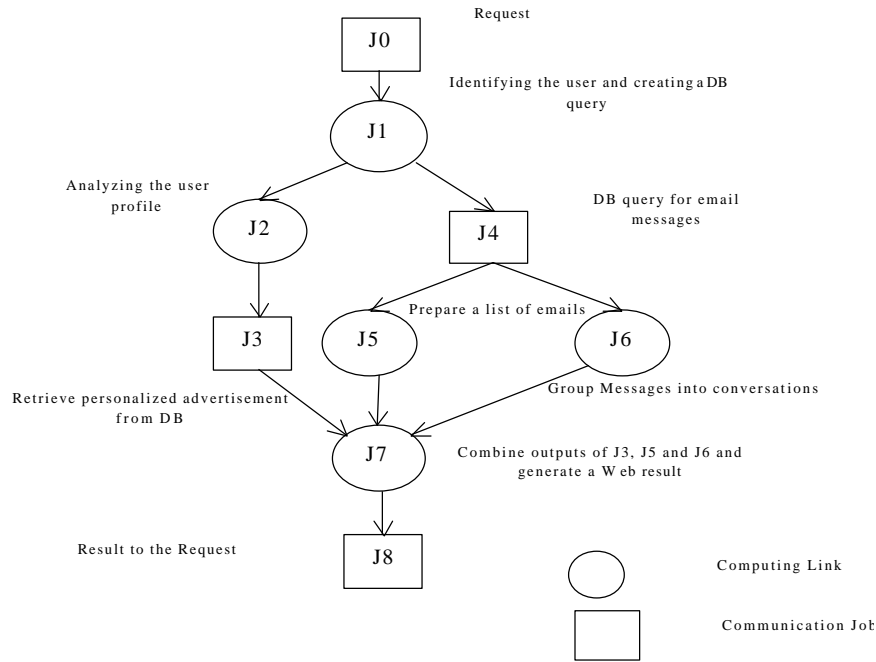 Request
J0
Identifying the user and creating a DB
query
J1
Analyzing the user
profile
DB query for email
messages
J2
J4
Prepare a list of emails
J3
J5
J6
Retrieve personalized advertisement
from DB
Group Messages into conversations
J7
Combine outputs of J3, J5 and J6 and
generate a Web result
Result to the Request
J8
Computing Link
Communication Job